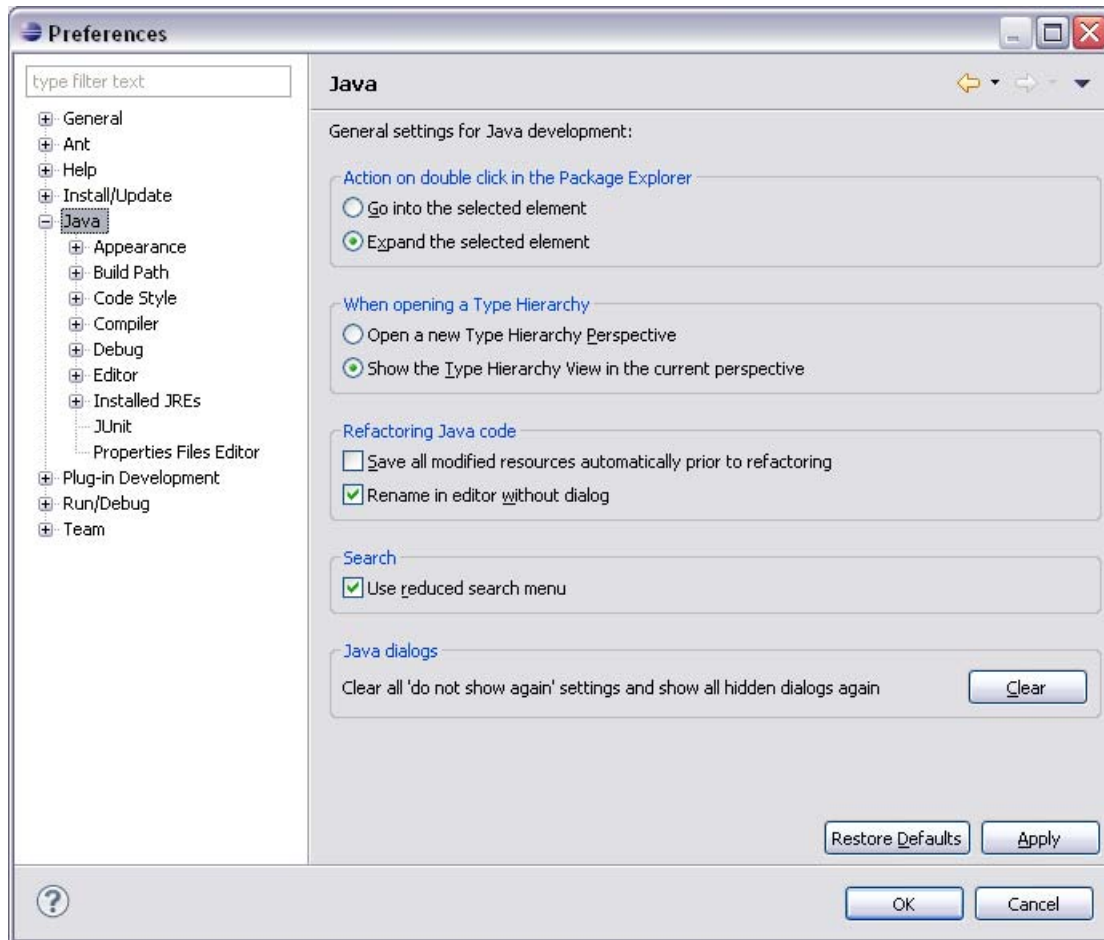 Preferences
type filter text
General
Ant
Help
Install/Update
Java
Appearance
Build Path
Code Style
Compiler
Debug
Editor
Installed JREs
JUnit
Properties Files Editor
Plug-in Development
Run/Debug
Team
Java
General settings for Java development:
Action on double click in the Package Explorer
Go into the selected element
Expand the selected element
When opening a Type Hierarchy
Open a new Type Hierarchy Perspective
Show the Type Hierarchy View in the current perspective
Refactoring Java code
Save all modified resources automatically prior to refactoring
Rename in editor without dialog
Search
Use reduced search menu
Java dialogs
Clear all 'do not show again' settings and show all hidden dialogs again
Clear
Restore Defaults
Apply
OK
Cancel